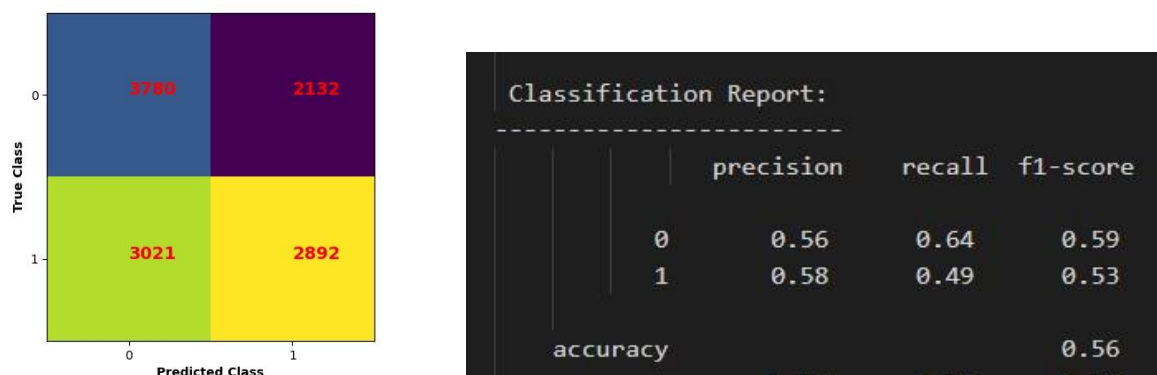 3780 2132
0
True Class
3021 2892
1
0 1
Predicted Class
Classification Report:
------------------------
precision recall f1-score
0 0.56 0.64 0.59
1 0.58 0.49 0.53
accuracy 0.56